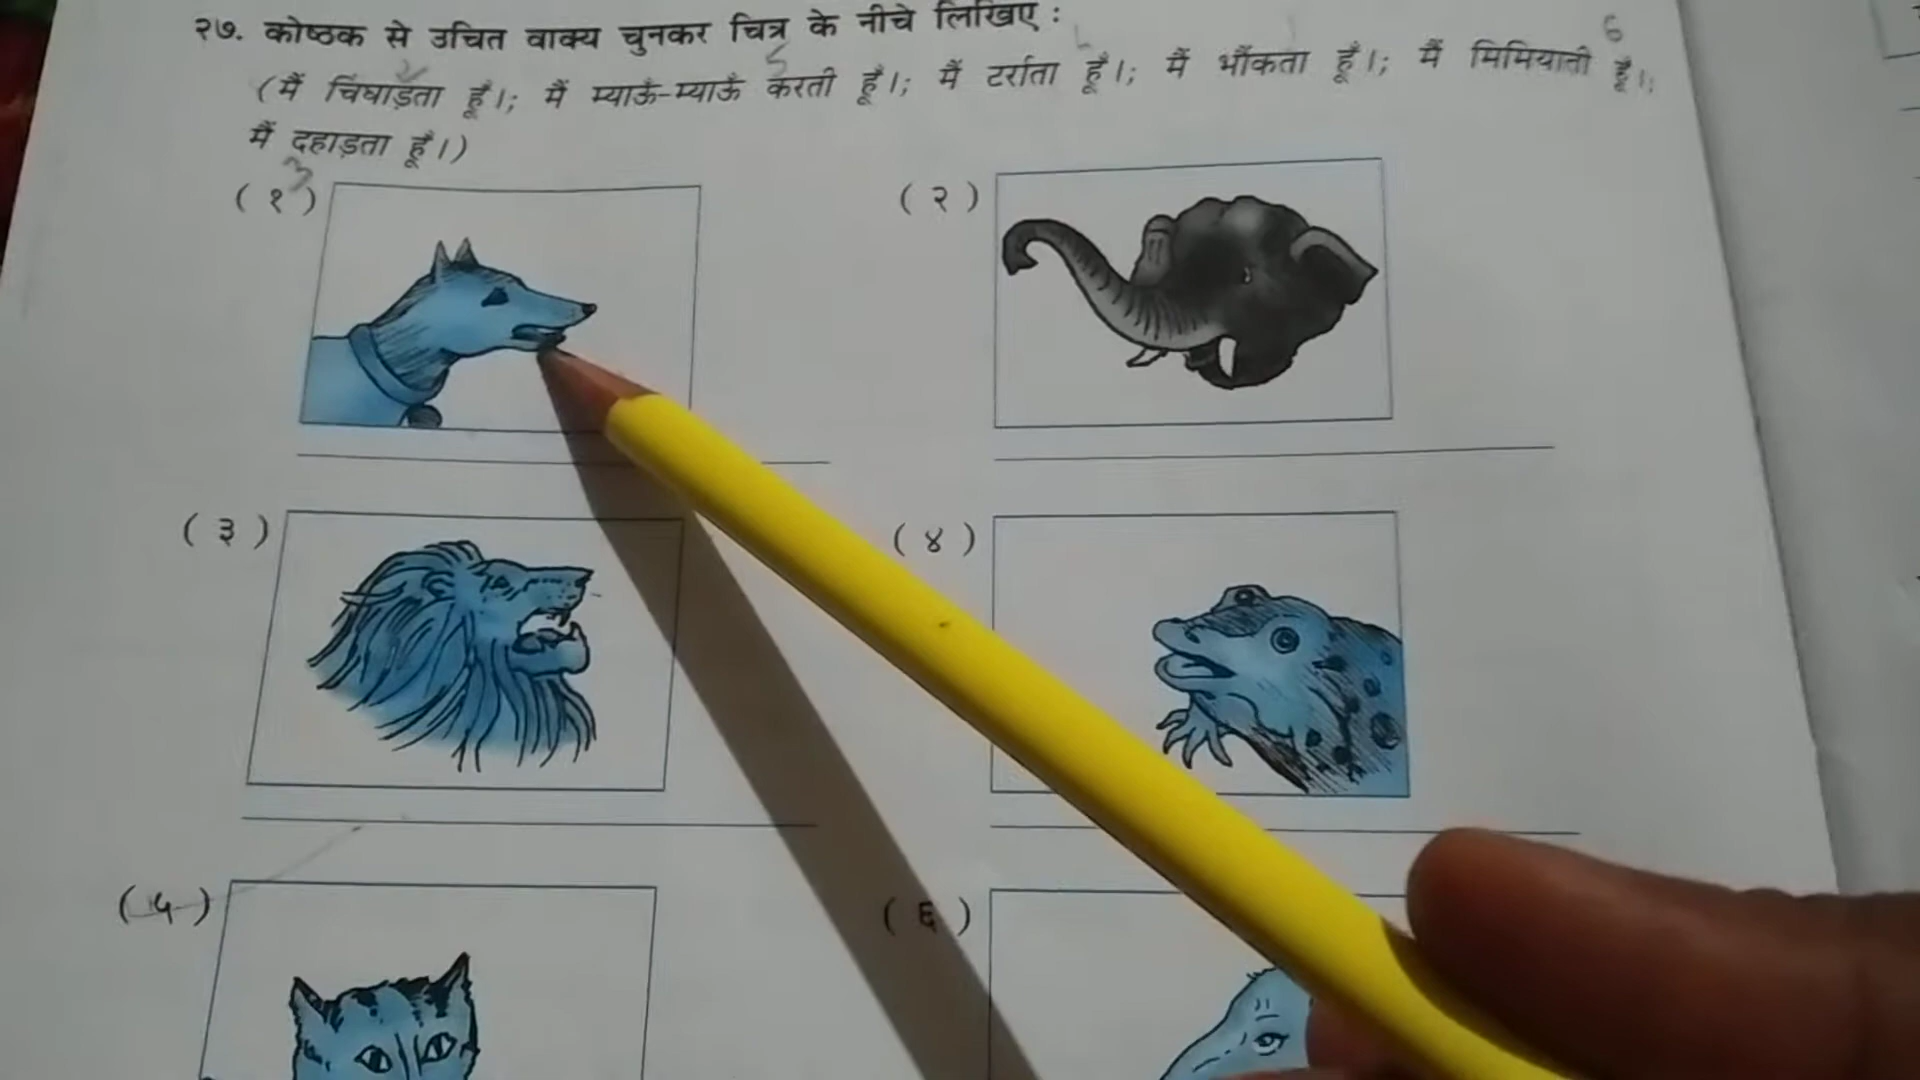 २७. कोष्ठक से उचित वाक्य चुनकर चित्र के नीचे लिखिए :
(मैं चिंघाड़ता हूँ।; मैं म्याऊँ-म्याऊँ करती हूँ।; मैं टर्राता हूँ।; मैं भौंकता हूँ।; मैं मिमियाती हूँ।;
मैं दहाड़ता हूँ।)
(१) (२)
(३) (४)
(५) (६)